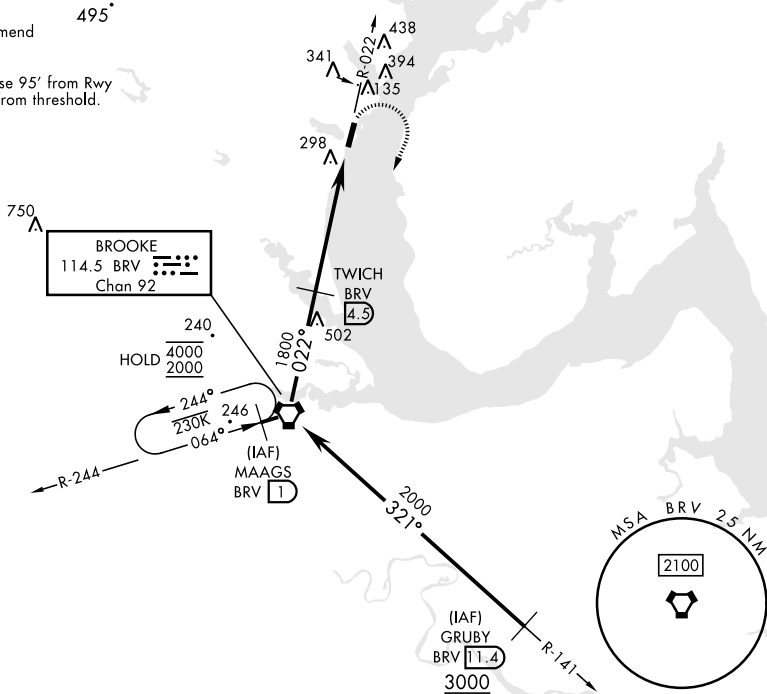 495
mend
se 95' from Rwy
rom threshold.
R-022
438
341
394
135
298
750
BROOKE
114.5 BRV
Chan 92
TWICH
BRV
4.5
502
1800
022°
240
HOLD 4000
2000
244°
230K
246
064°
R-244
(IAF)
MAAGS
BRV 1
2000
321°
MSA BRV 25 NM
2100
(IAF)
GRUBY
BRV 11.4
3000
R-141